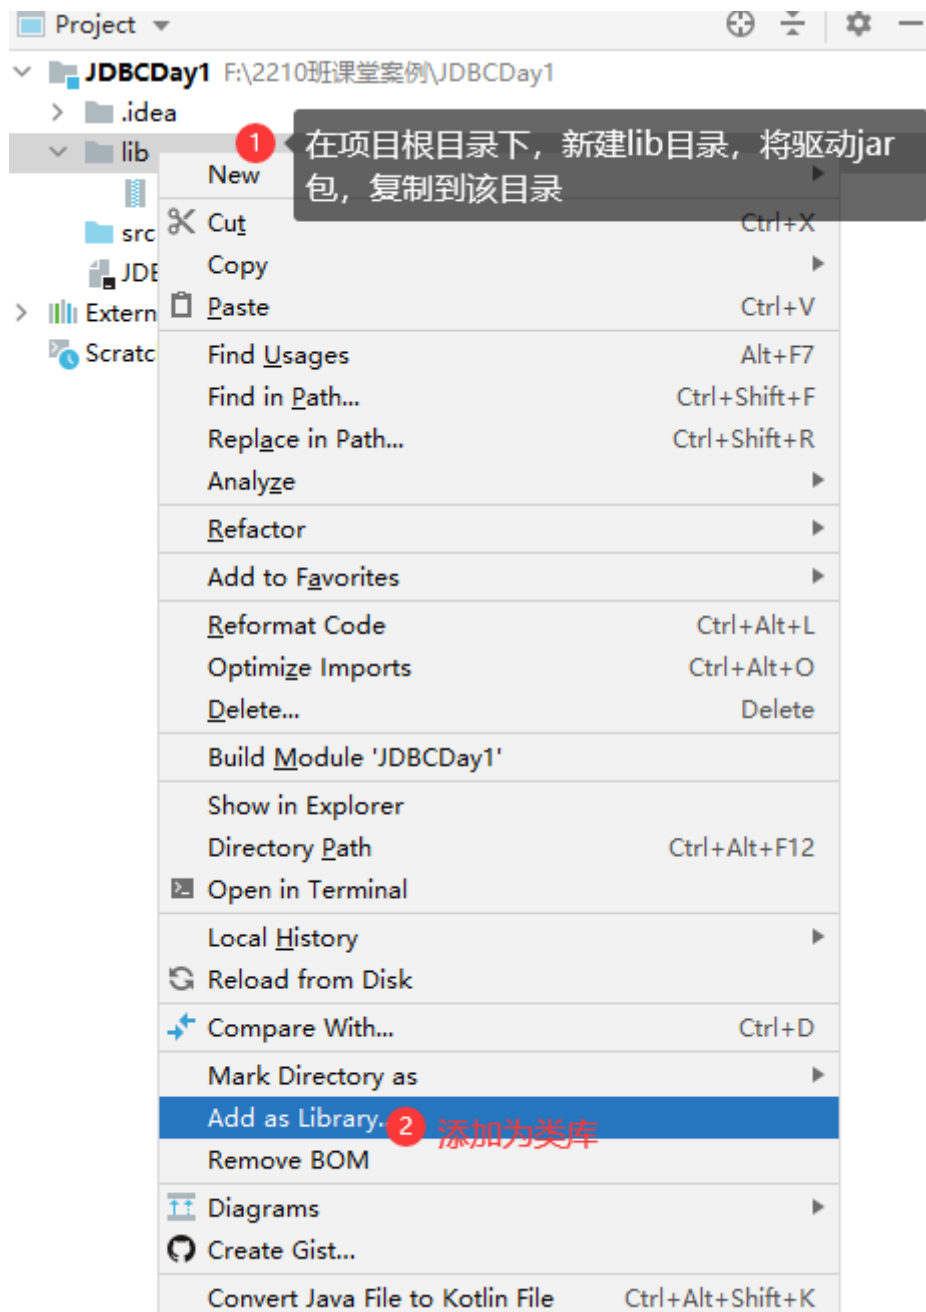 Project
JDBCDay1 F:\2210班课堂案例\JDBCDay1
.idea
lib
1 在项目根目录下，新建lib目录，将驱动jar
包，复制到该目录
New
src
Cut Ctrl+X
Copy
JDB
Paste Ctrl+V
Extern
Scratc
Find Usages Alt+F7
Find in Path... Ctrl+Shift+F
Replace in Path... Ctrl+Shift+R
Analyze
Refactor
Add to Favorites
Reformat Code Ctrl+Alt+L
Optimize Imports Ctrl+Alt+O
Delete... Delete
Build Module 'JDBCDay1'
Show in Explorer
Directory Path Ctrl+Alt+F12
Open in Terminal
Local History
Reload from Disk
Compare With... Ctrl+D
Mark Directory as
Add as Library.. 2 添加为类库
Remove BOM
Diagrams
Create Gist...
Convert Java File to Kotlin File Ctrl+Alt+Shift+K